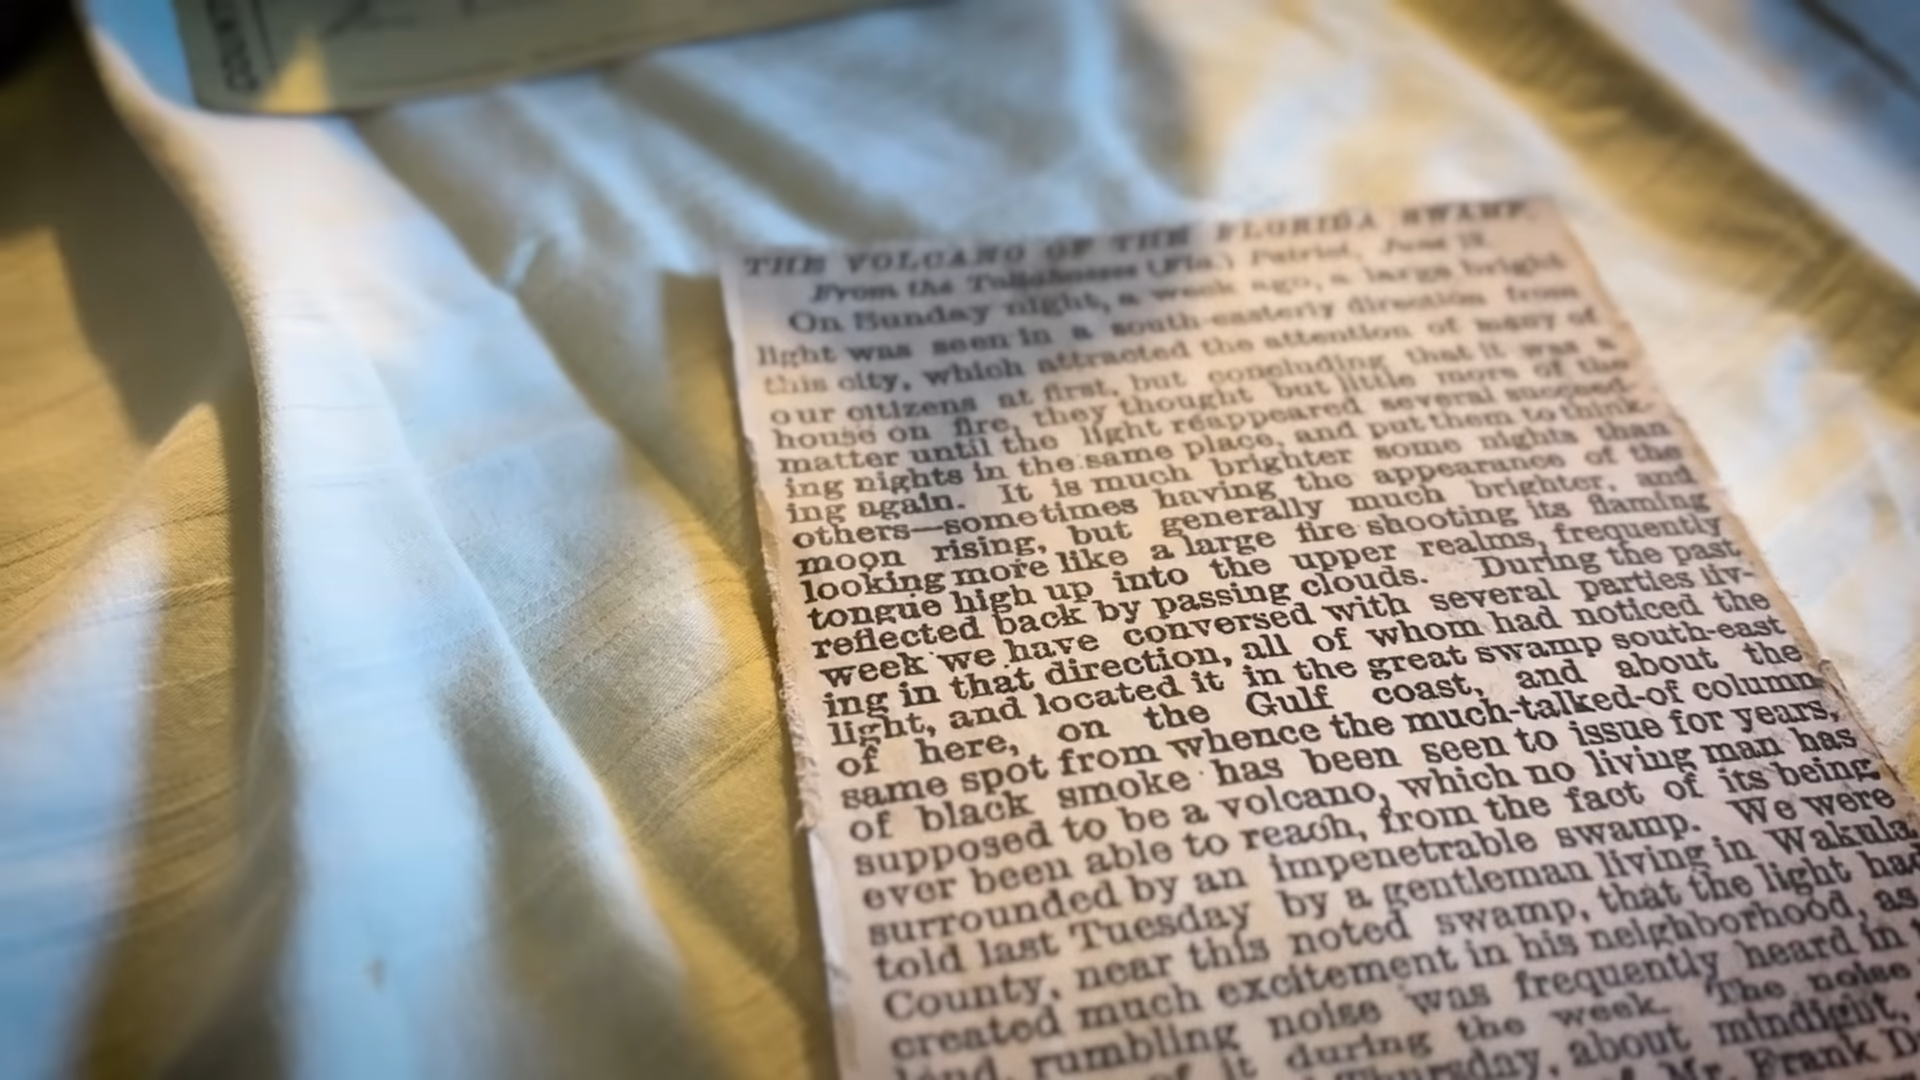 THE VOLCANO OF THE FLORIDA SWAMP.
From the Tallahassee (Fla.) Patriot, June 12.
On Sunday night, a week ago, a large bright
light was seen in a south-easterly direction from
this city, which attracted the attention of many of
our citizens at first, but concluding that it was a
house on fire, they thought but little more of the
matter until the light reappeared several succeed-
ing nights in the same place, and put them to think-
ing again. It is much brighter some nights than
others—sometimes having the appearance of the
moon rising, but generally much brighter, and
looking more like a large fire shooting its flaming
tongue high up into the upper realms, frequently
reflected back by passing clouds. During the past
week we have conversed with several parties liv-
ing in that direction, all of whom had noticed the
light, and located it in the great swamp south-east
of here, on the Gulf coast, and about the
same spot from whence the much-talked-of column
of black smoke has been seen to issue for years,
supposed to be a volcano, which no living man has
ever been able to reach, from the fact of its being
surrounded by an impenetrable swamp. We were
told last Tuesday by a gentleman living in Wakulla
County, near this noted swamp, that the light had
created much excitement in his neighborhood, as
rumbling noise was frequently heard in
of it during the week. The noise
Thursday, about mindight,
Mr. Frank